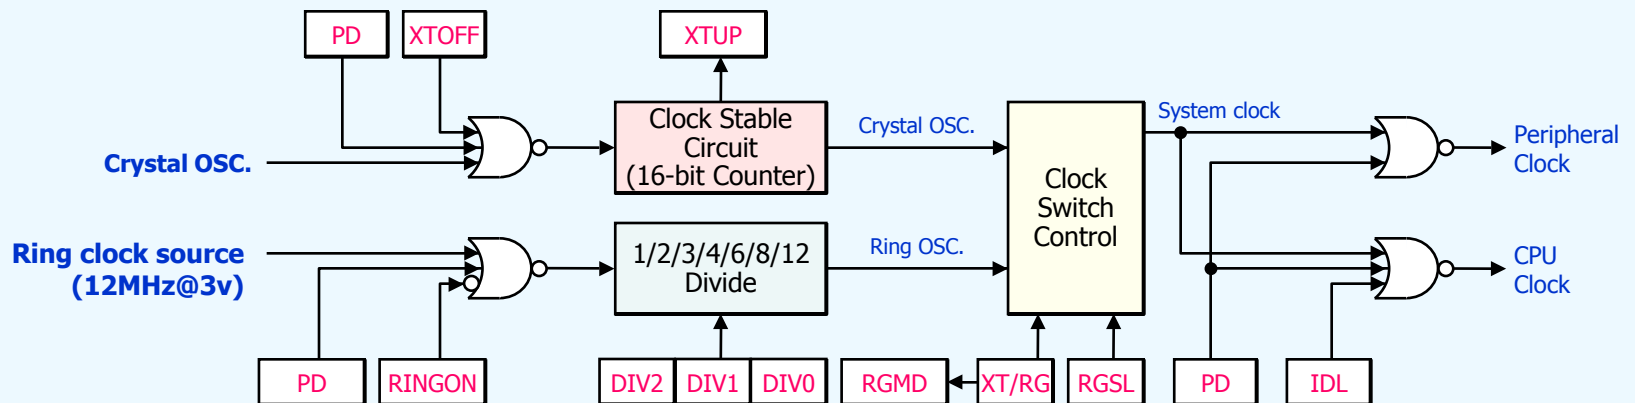 PD
XTOFF
XTUP
Clock Stable
Circuit
(16-bit Counter)
Crystal OSC.
Crystal OSC.
System clock
Peripheral
Clock
Clock
Switch
Control
Ring clock source
(12MHz@3v)
1/2/3/4/6/8/12
Divide
Ring OSC.
CPU
Clock
PD
RINGON
DIV2
DIV1
DIV0
RGMD
XT/RG
RGSL
PD
IDL